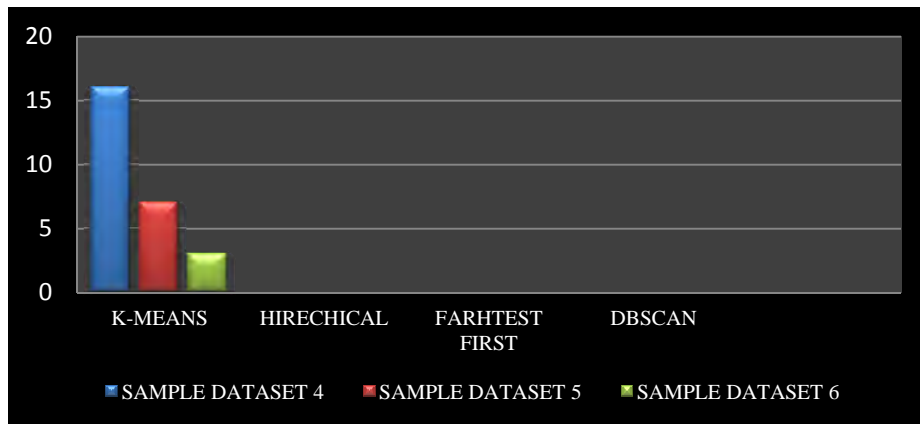 20
15
10
5
0
K-MEANS HIRECHICAL FARHTEST DBSCAN
FIRST
SAMPLE DATASET 4 SAMPLE DATASET 5 SAMPLE DATASET 6